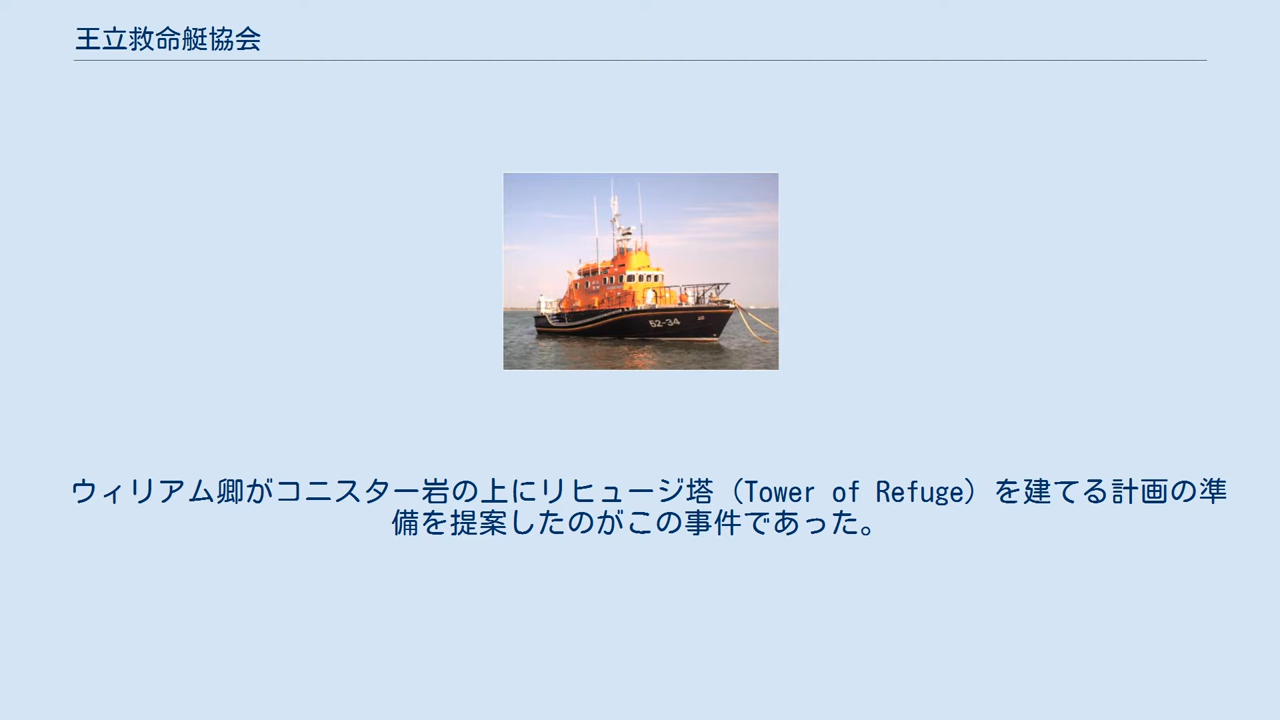 王立救命艇協会
52-34
ウィリアム卿がコニスター岩の上にリヒュージ塔（Tower of Refuge）を建てる計画の準
備を提案したのがこの事件であった。